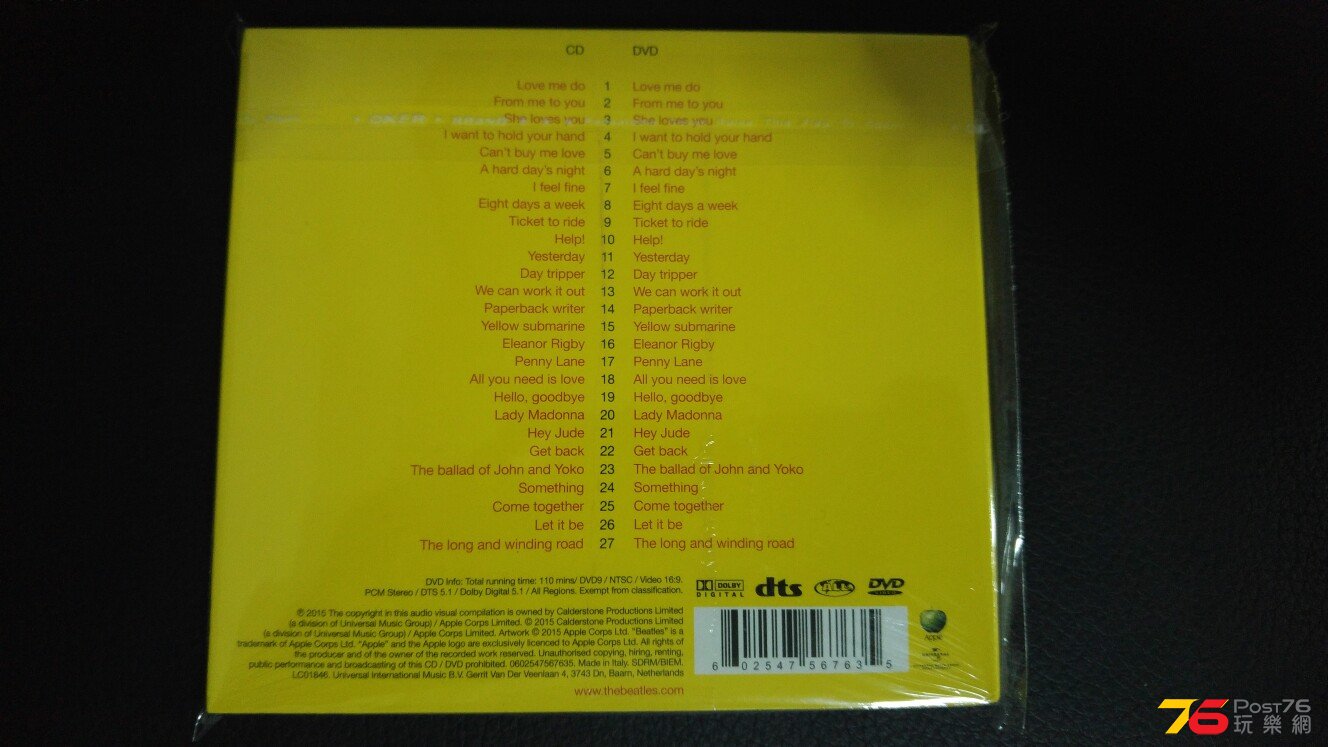 CD DVD
Love me do 1 Love me do
From me to you 2 From me to you
She loves you 3 She loves you
I want to hold your hand 4 I want to hold your hand
Can't buy me love 5 Can't buy me love
A hard day's night 6 A hard day's night
I feel fine 7 I feel fine
Eight days a week 8 Eight days a week
Ticket to ride 9 Ticket to ride
Help! 10 Help!
Yesterday 11 Yesterday
Day tripper 12 Day tripper
We can work it out 13 We can work it out
Paperback writer 14 Paperback writer
Yellow submarine 15 Yellow submarine
Eleanor Rigby 16 Eleanor Rigby
Penny Lane 17 Penny Lane
All you need is love 18 All you need is love
Hello, goodbye 19 Hello, goodbye
Lady Madonna 20 Lady Madonna
Hey Jude 21 Hey Jude
Get back 22 Get back
The ballad of John and Yoko 23 The ballad of John and Yoko
Something 24 Something
Come together 25 Come together
Let it be 26 Let it be
The long and winding road 27 The long and winding road
DVD Info: Total running time: 110 mins/ DVD9 / NTSC / Video 16:9.
PCM Stereo / DTS 5.1 / Dolby Digital 5.1 / All Regions. Exempt from classification.
DOLBY
DIGITAL
dts
DVD
VIDEO
℗ 2015 The copyright in this audio visual compilation is owned by Calderstone Productions Limited
(a division of Universal Music Group) / Apple Corps Limited. © 2015 Calderstone Productions Limited
(a division of Universal Music Group) / Apple Corps Limited. Artwork © 2015 Apple Corps Ltd. "Beatles" is a
trademark of Apple Corps Ltd. "Apple" and the Apple logo are exclusively licenced to Apple Corps Ltd. All rights of
the producer and of the owner of the recorded work reserved. Unauthorised copying, hiring, renting,
public performance and broadcasting of this CD / DVD prohibited. 0602547567635. Made in Italy. SDRM/BIEM.
LC01846. Universal International Music B.V. Gerrit Van Der Veenlaan 4, 3743 Dn, Baarn, Netherlands
www.thebeatles.com
6 02547 56763 5
Apple
UNIVERSAL
76 Post76
玩樂網